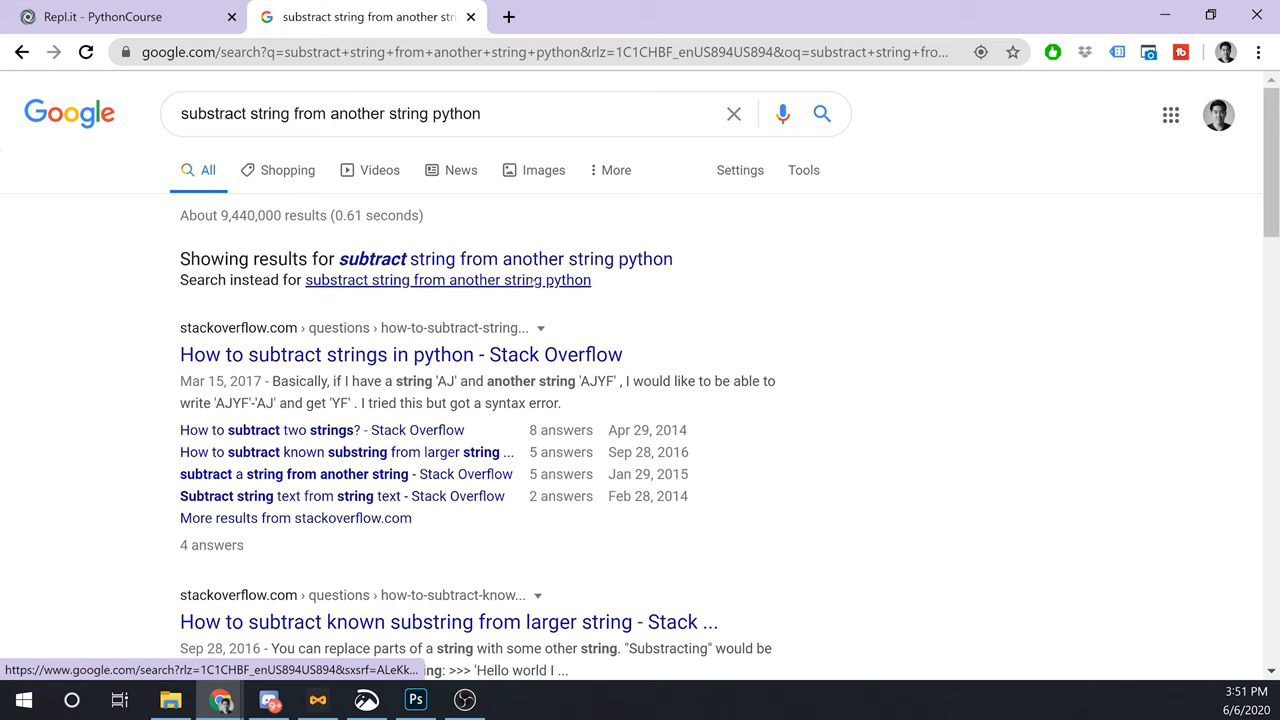 Repl.it - PythonCourse
substract string from another stri
google.com/search?q=substract+string+from+another+string+python&rlz=1C1CHBF_enUS894US894&oq=substract+string+fro...
Google
substract string from another string python
All
Shopping
Videos
News
Images
More
Settings
Tools
About 9,440,000 results (0.61 seconds)
Showing results for subtract string from another string python
Search instead for substract string from another string python
stackoverflow.com › questions › how-to-subtract-string...
How to subtract strings in python - Stack Overflow
Mar 15, 2017 - Basically, if I have a string 'AJ' and another string 'AJYF' , I would like to be able to
write 'AJYF'-'AJ' and get 'YF' . I tried this but got a syntax error.
How to subtract two strings? - Stack Overflow 8 answers Apr 29, 2014
How to subtract known substring from larger string ... 5 answers Sep 28, 2016
subtract a string from another string - Stack Overflow 5 answers Jan 29, 2015
Subtract string text from string text - Stack Overflow 2 answers Feb 28, 2014
More results from stackoverflow.com
4 answers
stackoverflow.com › questions › how-to-subtract-know...
How to subtract known substring from larger string - Stack ...
Sep 28, 2016 - You can replace parts of a string with some other string. "Substracting" would be
ing: >>> 'Hello world I ...
https://www.google.com/search?rlz=1C1CHBF_enUS894US894&sxsrf=ALeKk...
Ps
3:51 PM
6/6/2020